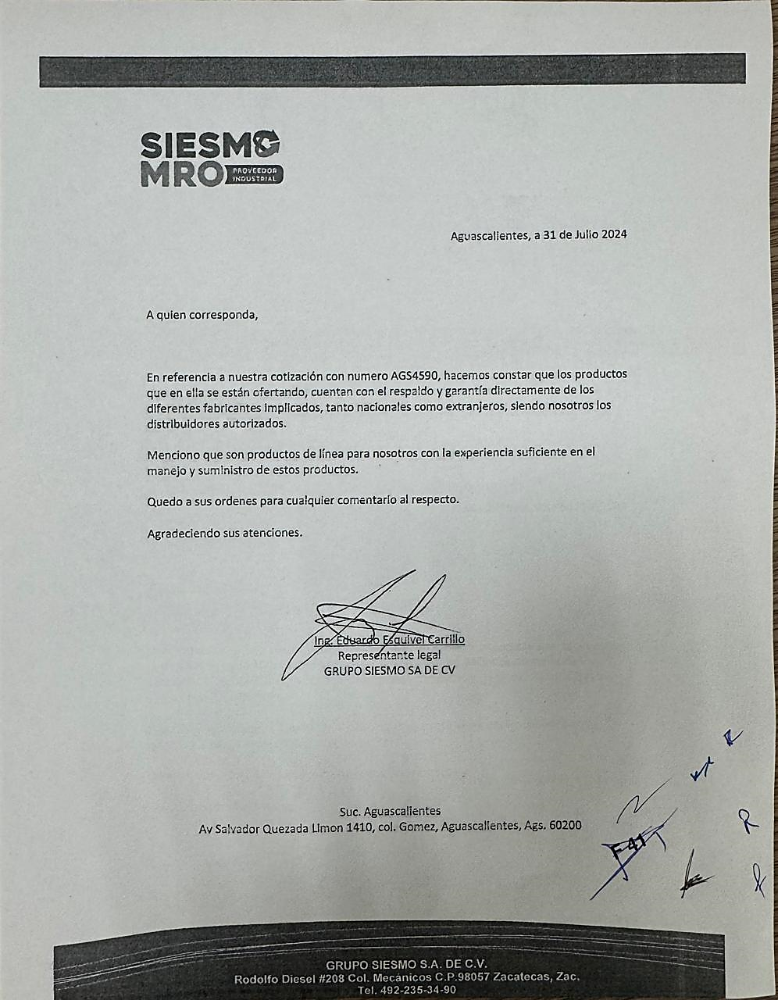 SIESMO
MRO PROVEEDOR INDUSTRIAL
Aguascalientes, a 31 de Julio 2024
A quien corresponda,
En referencia a nuestra cotización con numero AGS4590, hacemos constar que los productos
que en ella se están ofertando, cuentan con el respaldo y garantía directamente de los
diferentes fabricantes implicados, tanto nacionales como extranjeros, siendo nosotros los
distribuidores autorizados.
Menciono que son productos de línea para nosotros con la experiencia suficiente en el
manejo y suministro de estos productos.
Quedo a sus ordenes para cualquier comentario al respecto.
Agradeciendo sus atenciones.
Ing. Eduardo Esquivel Carrillo
Representante legal
GRUPO SIESMO SA DE CV
Suc. Aguascalientes
Av Salvador Quezada Limon 1410, col. Gomez, Aguascalientes, Ags. 60200
F 41
GRUPO SIESMO S.A. DE C.V.
Rodolfo Diesel #208 Col. Mecánicos C.P.98057 Zacatecas, Zac.
Tel. 492-235-34-90